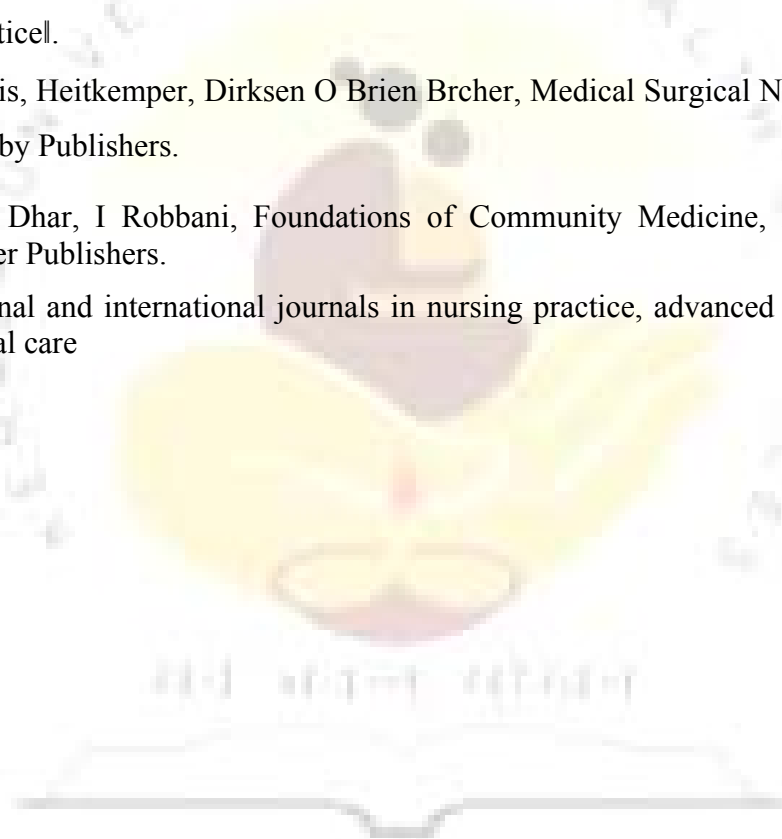 tice‖.
is, Heitkemper, Dirksen O Brien Brcher, Medical Surgical N
by Publishers.
Dhar, I Robbani, Foundations of Community Medicine,
er Publishers.
nal and international journals in nursing practice, advanced
al care